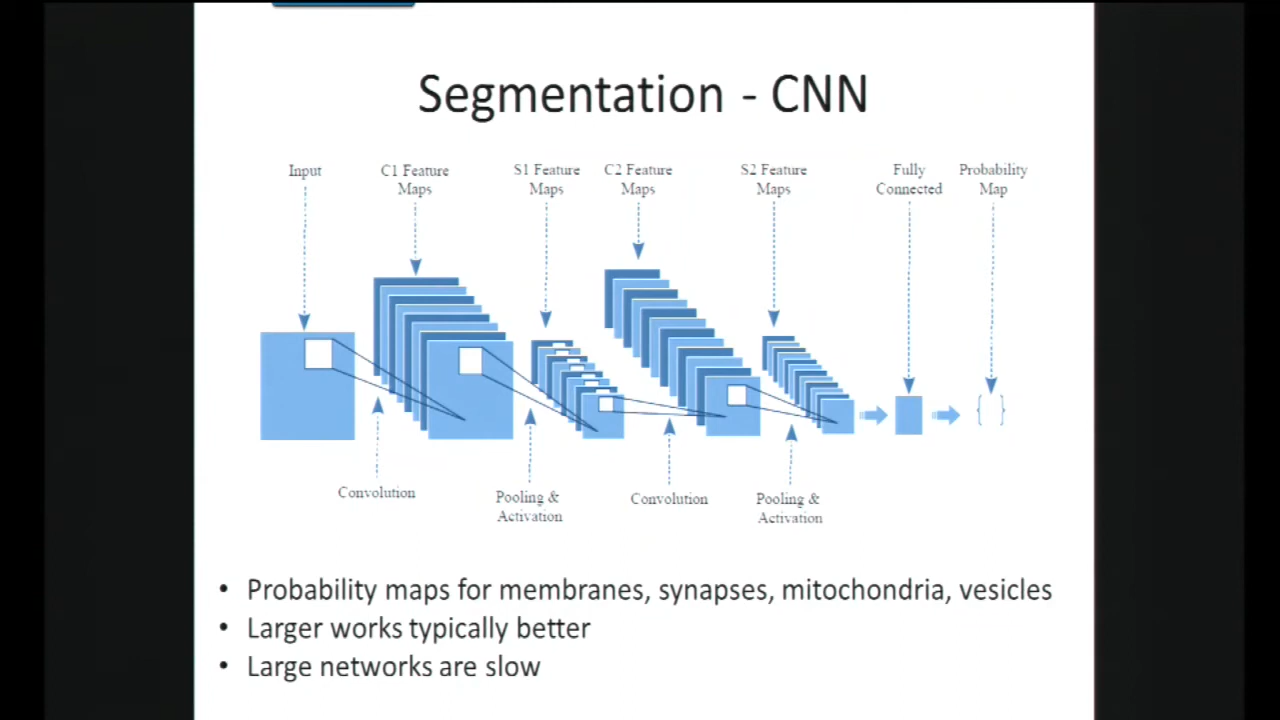 Segmentation - CNN
Input
C1 Feature
Maps
S1 Feature
Maps
C2 Feature
Maps
S2 Feature
Maps
Fully
Connected
Probability
Map
{ }
Convolution
Pooling &
Activation
Convolution
Pooling &
Activation
• Probability maps for membranes, synapses, mitochondria, vesicles
• Larger works typically better
• Large networks are slow